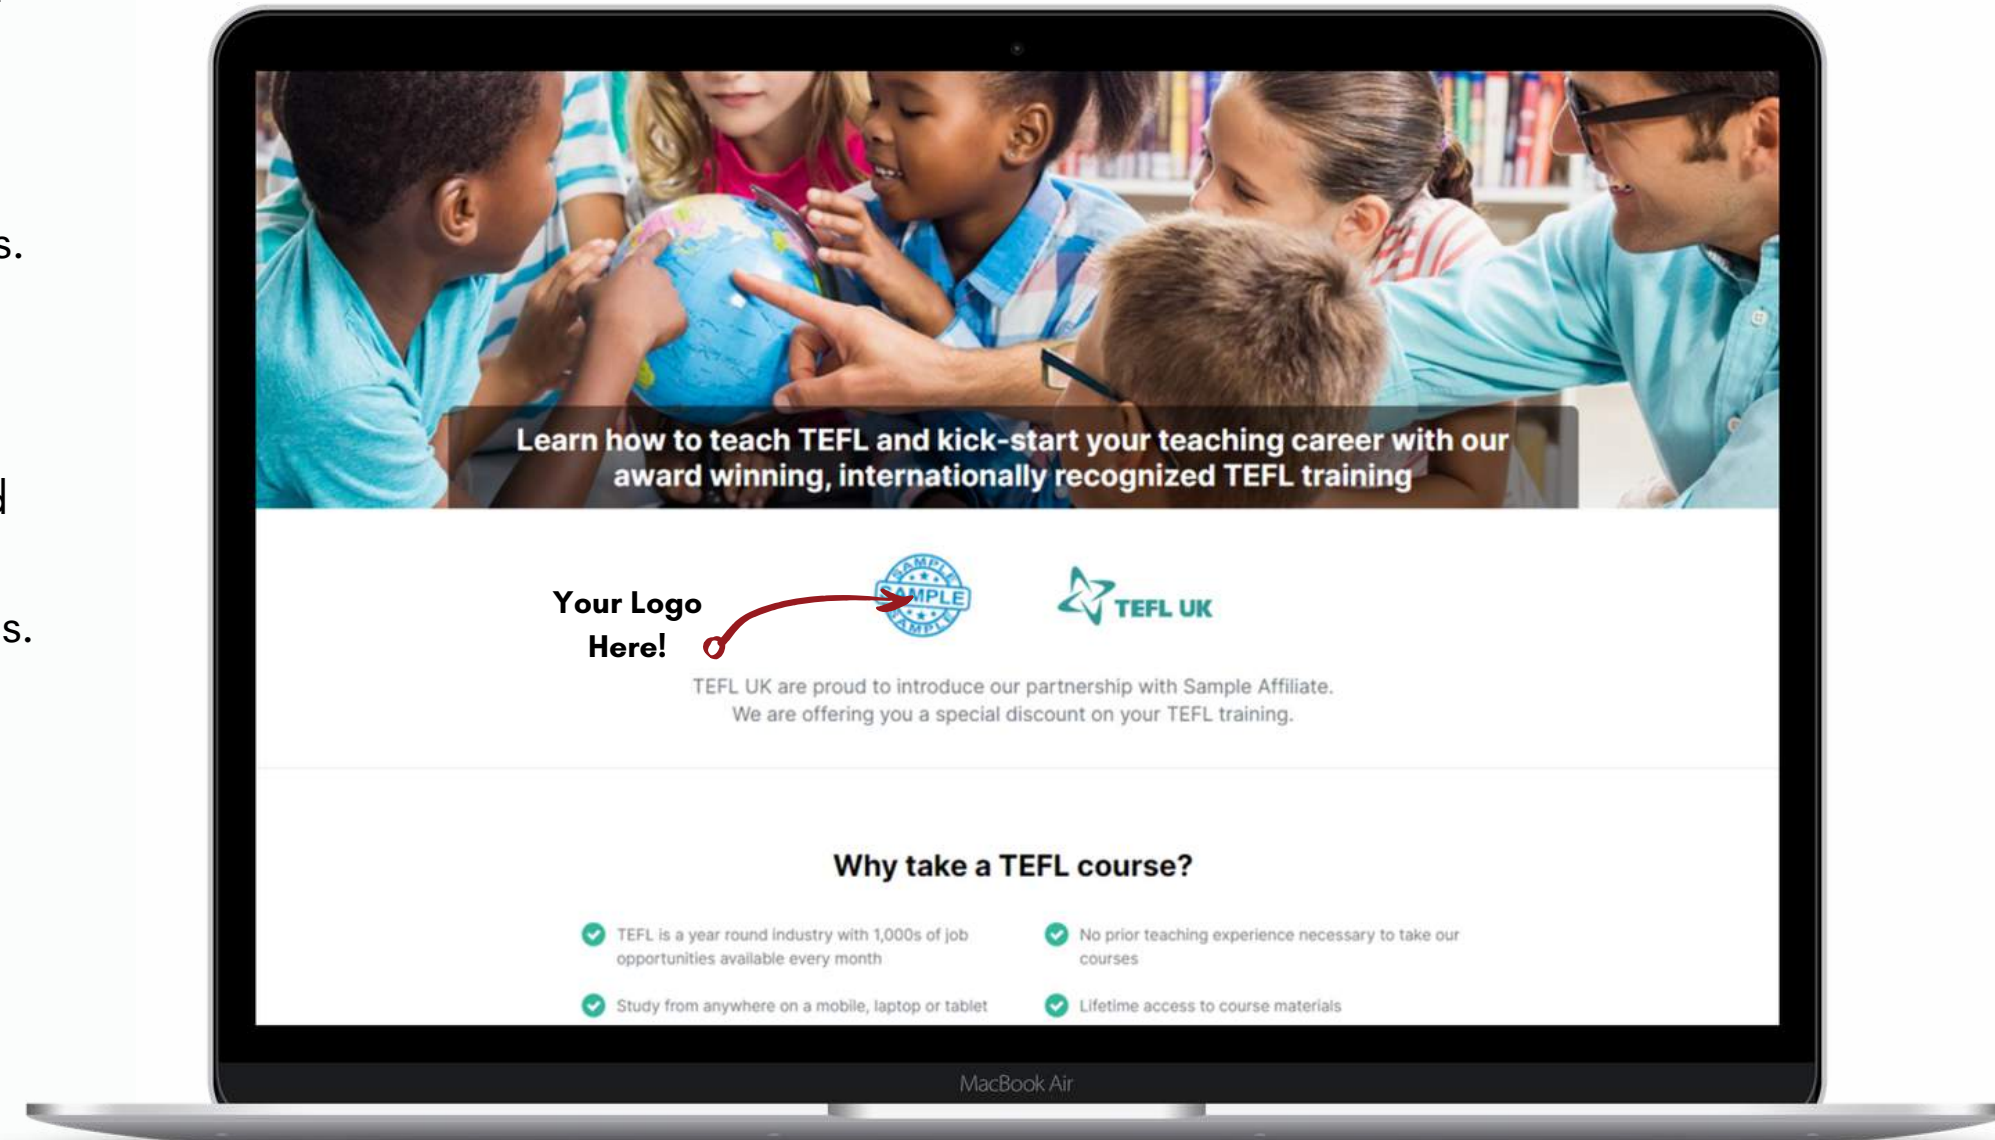 s.
d
s.
Learn how to teach TEFL and kick-start your teaching career with our
award winning, internationally recognized TEFL training
Your Logo
Here!
SAMPLE
SAMPLE
SAMPLE
TEFL UK
TEFL UK are proud to introduce our partnership with Sample Affiliate.
We are offering you a special discount on your TEFL training.
Why take a TEFL course?
TEFL is a year round industry with 1,000s of job
opportunities available every month
No prior teaching experience necessary to take our
courses
Study from anywhere on a mobile, laptop or tablet
Lifetime access to course materials
MacBook Air